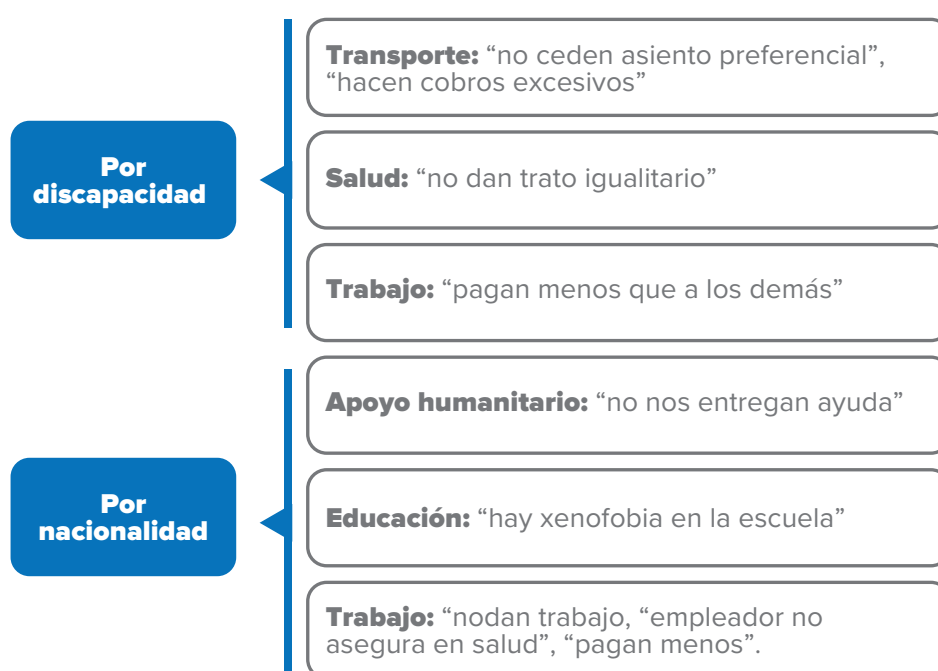 Por
discapacidad
Transporte: “no ceden asiento preferencial”,
“hacen cobros excesivos”
Salud: “no dan trato igualitario”
Trabajo: “pagan menos que a los demás”
Por
nacionalidad
Apoyo humanitario: “no nos entregan ayuda”
Educación: “hay xenofobia en la escuela”
Trabajo: “nodan trabajo, “empleador no
asegura en salud”, “pagan menos”.